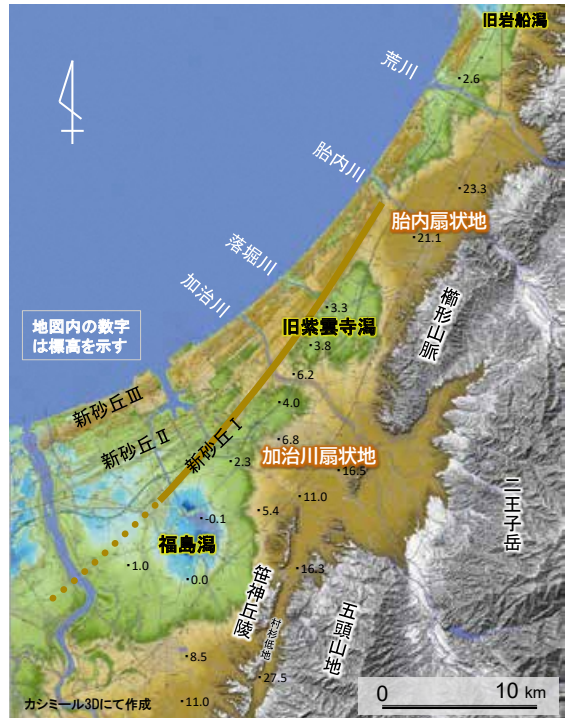 旧岩船潟
荒川
2.6
胎内川
23.3
胎内扇状地
21.1
落堀川
加治川
櫛形山脈
3.3
旧紫雲寺潟
3.8
地図内の数字
は標高を示す
6.2
新砂丘Ⅲ
4.0
新砂丘Ⅱ
新砂丘Ⅰ
6.8
加治川扇状地
2.3
16.5
二王子岳
11.0
5.4
-0.1
福島潟
1.0
0.0
16.3
笹神丘陵
五頭山地
村杉低地
8.5
27.5
11.0
カシミール3Dにて作成
0 10 km